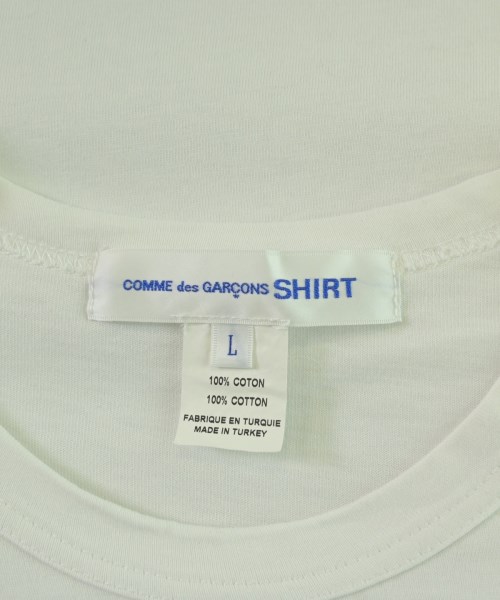 COMME des GARÇONS SHIRT
L
100% COTON
100% COTTON
FABRIQUE EN TURQUIE
MADE IN TURKEY